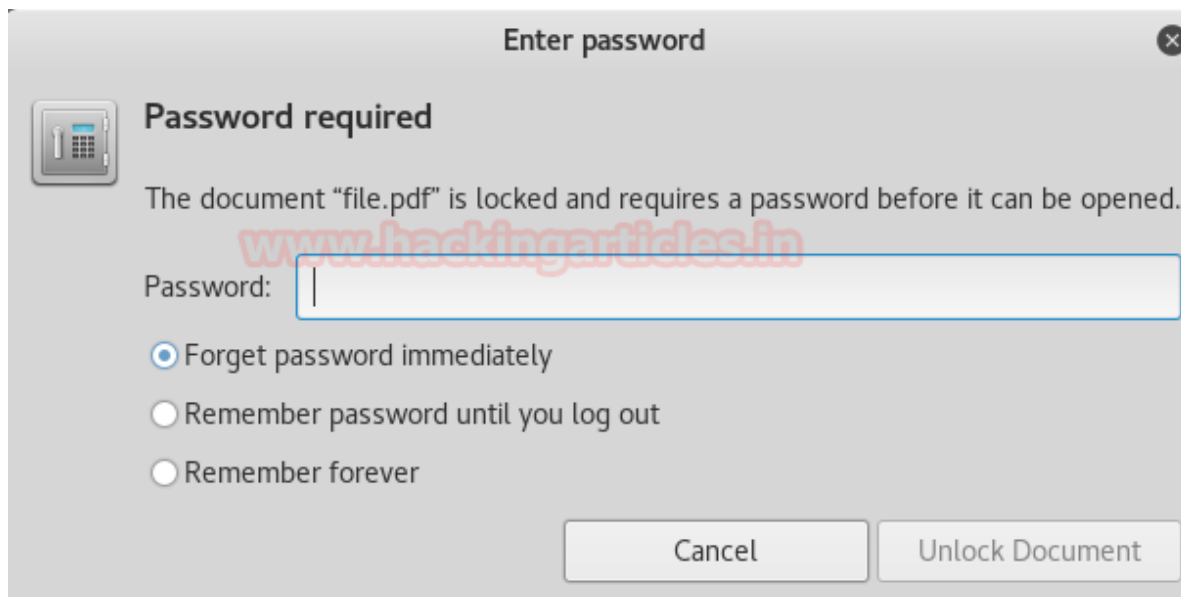 Enter password
Password required
The document “file.pdf” is locked and requires a password before it can be opened.
www.hackingarticles.in
Password:
Forget password immediately
Remember password until you log out
Remember forever
Cancel
Unlock Document